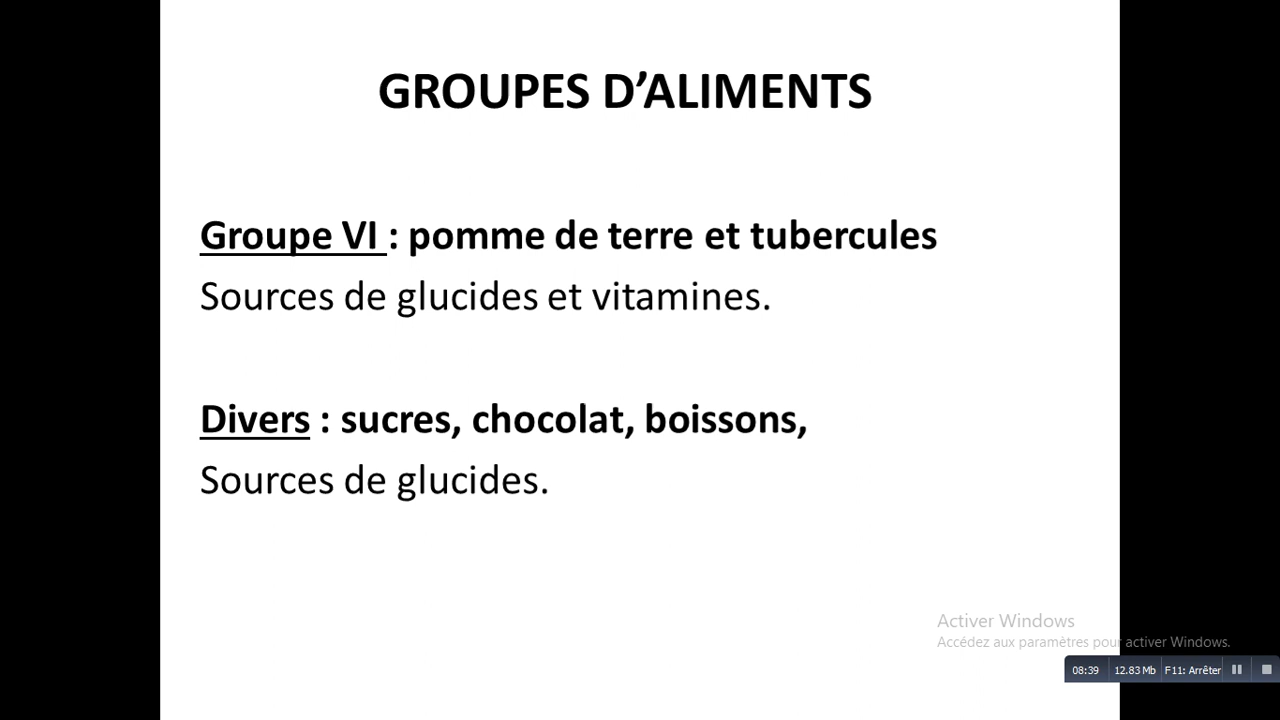 GROUPES D’ALIMENTS
Groupe VI : pomme de terre et tubercules
Sources de glucides et vitamines.
Divers : sucres, chocolat, boissons,
Sources de glucides.
Activer Windows
Accédez aux paramètres pour activer Windows.
08:39 12.83 Mb F11: Arrêter